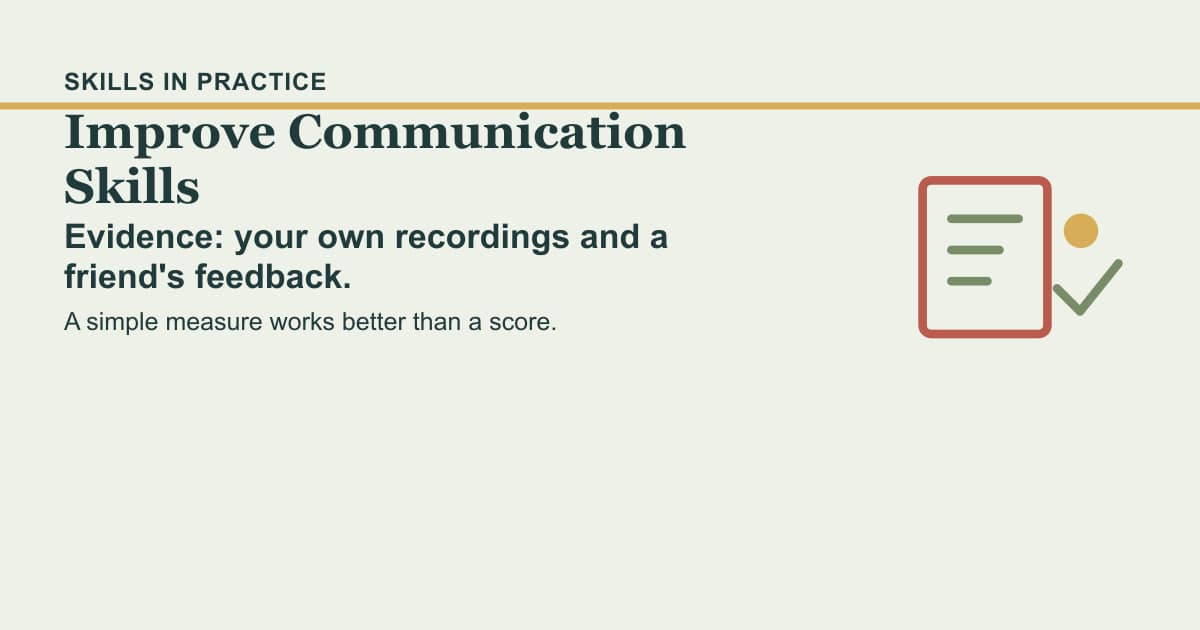 SKILLS IN PRACTICE
Improve Communication
Skills
Evidence: your own recordings and a
friend's feedback.
A simple measure works better than a score.